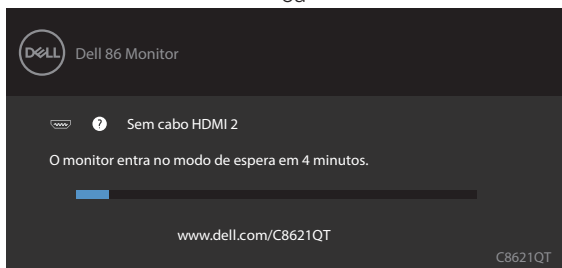 DELL Dell 86 Monitor
? Sem cabo HDMI 2
O monitor entra no modo de espera em 4 minutos.
www.dell.com/C8621QT
C8621QT